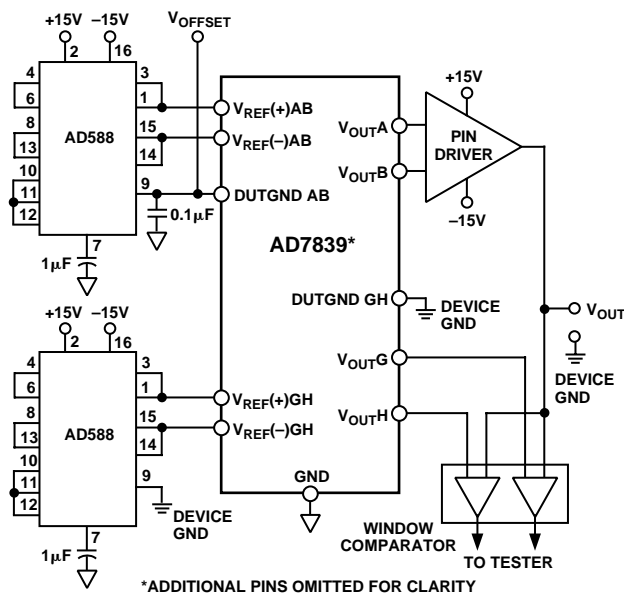 +15V –15V VOFFSET
2 16
4 3
6 1
8 15
13 14
10 9
11
12
AD588
7
1µF
0.1µF
VREF(+)AB
VREF(–)AB
DUTGND AB
AD7839*
VOUTA
VOUTB
+15V
PIN
DRIVER
–15V
DUTGND GH
DEVICE
GND
VOUT
DEVICE
GND
VOUTG
VOUTH
+15V –15V
2 16
4 3
6 1
8 15
13 14
10 9
11
12
AD588
7
1µF
VREF(+)GH
VREF(–)GH
DEVICE
GND
GND
WINDOW
COMPARATOR
TO TESTER
*ADDITIONAL PINS OMITTED FOR CLARITY